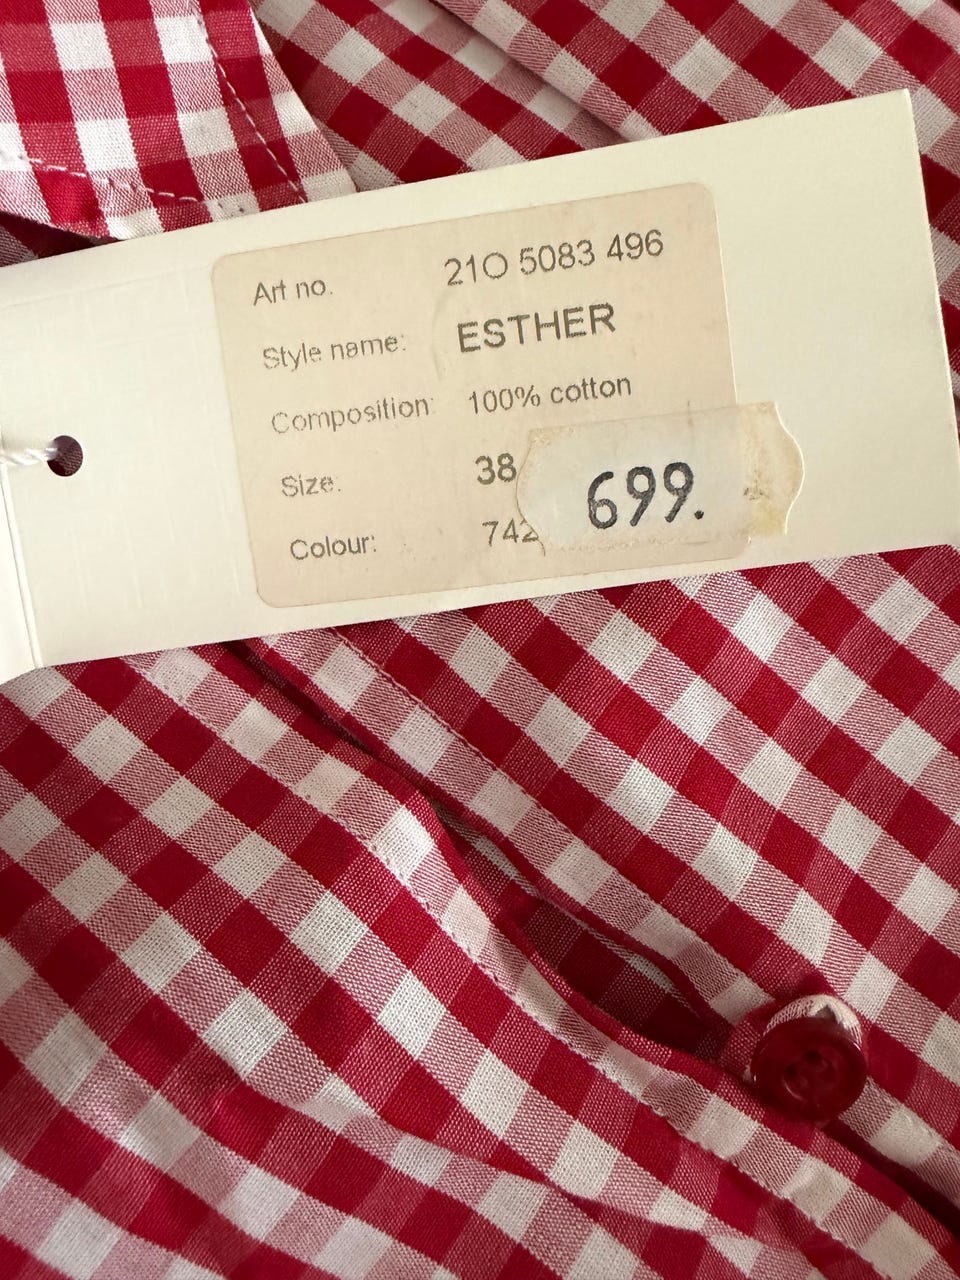 Art no. 21O 5083 496
Style name: ESTHER
Composition: 100% cotton
Size: 38
Colour: 742
699.